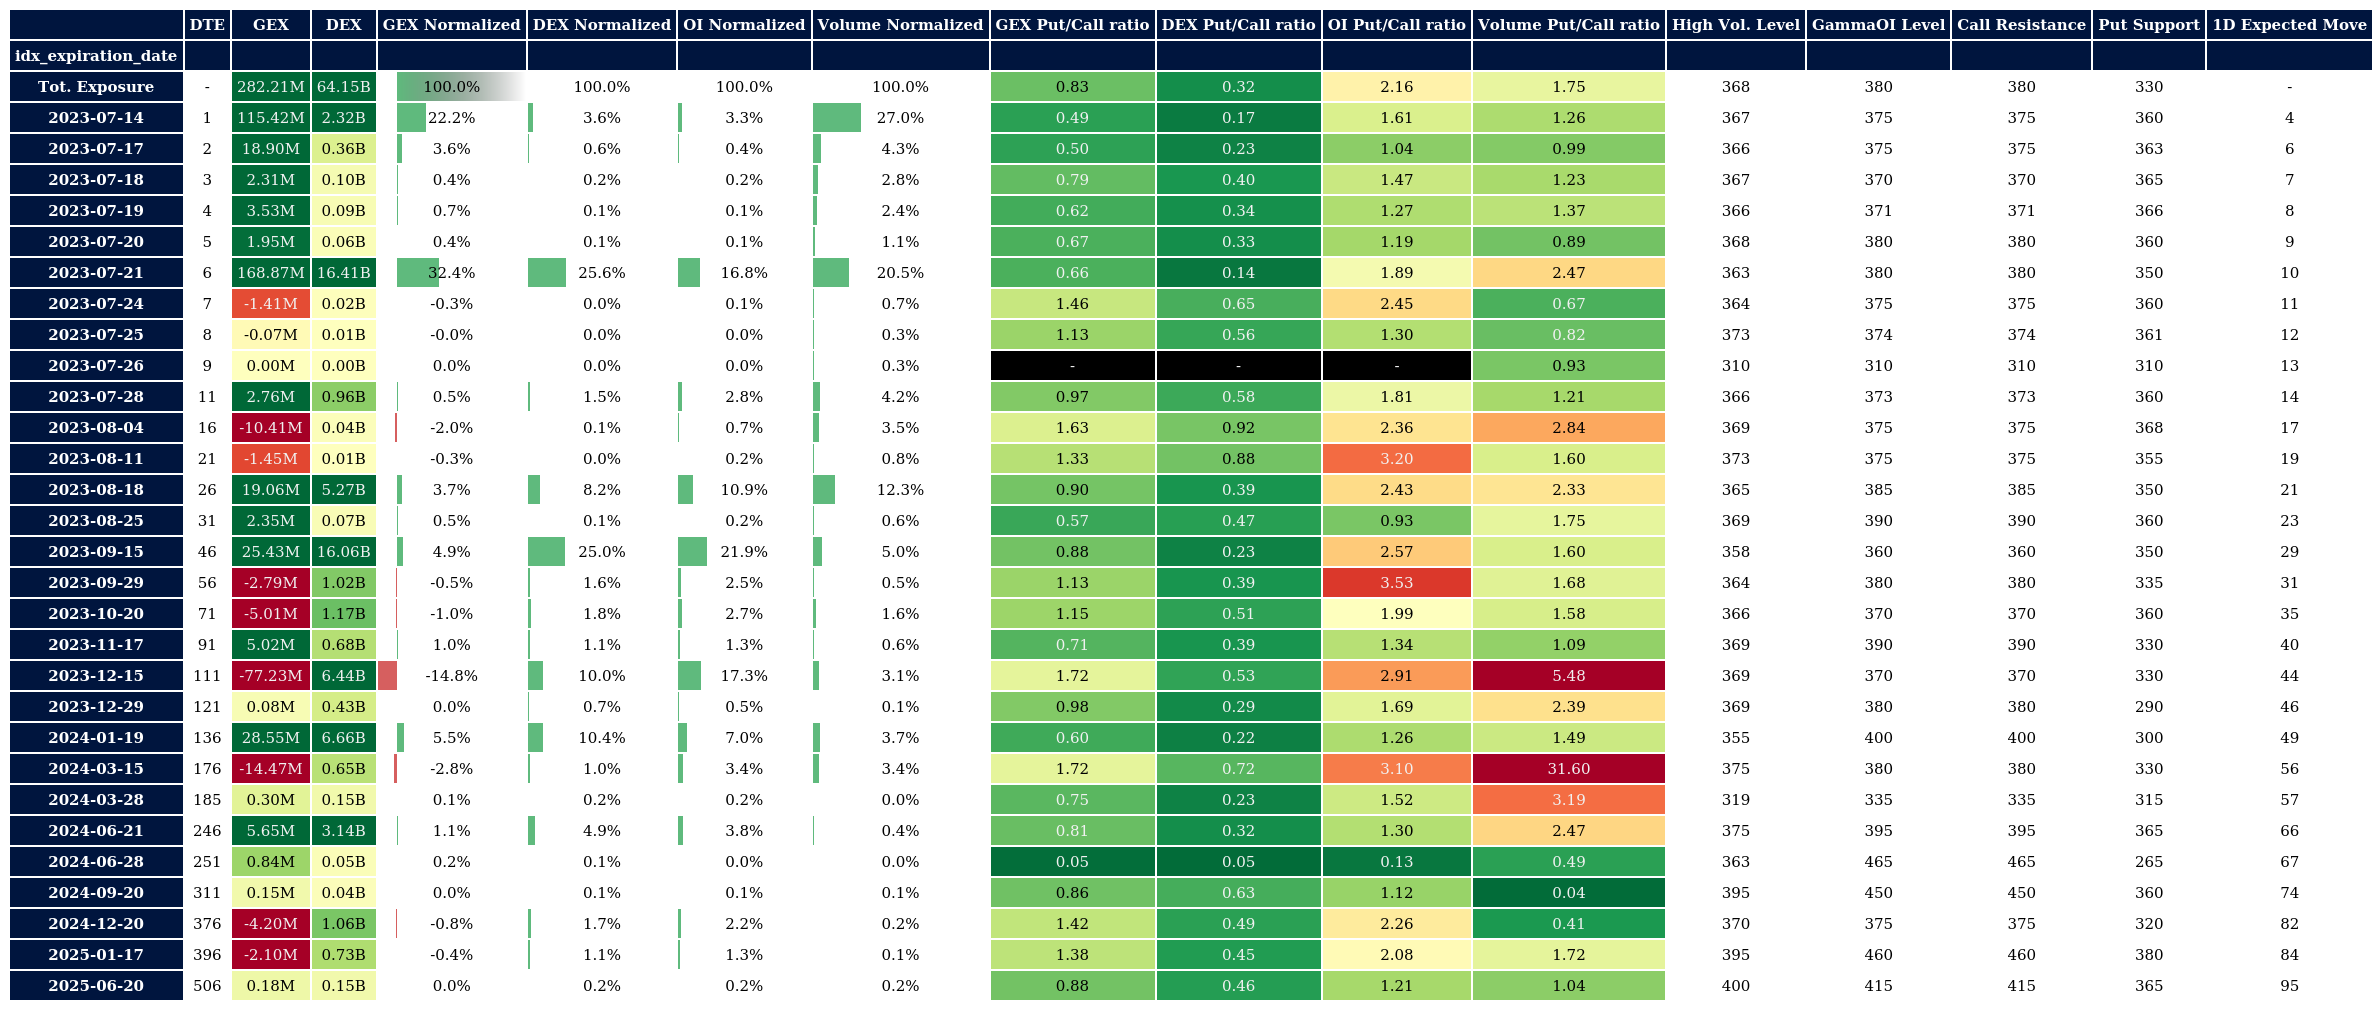 DTE GEX DEX GEX Normalized DEX Normalized OI Normalized Volume Normalized GEX Put/Call ratio DEX Put/Call ratio OI Put/Call ratio Volume Put/Call ratio High Vol. Level GammaOI Level Call Resistance Put Support 1D Expected Move
idx_expiration_date
Tot. Exposure - 282.21M 64.15B 100.0% 100.0% 100.0% 100.0% 0.83 0.32 2.16 1.75 368 380 380 330 -
2023-07-14 1 115.42M 2.32B 22.2% 3.6% 3.3% 27.0% 0.49 0.17 1.61 1.26 367 375 375 360 4
2023-07-17 2 18.90M 0.36B 3.6% 0.6% 0.4% 4.3% 0.50 0.23 1.04 0.99 366 375 375 363 6
2023-07-18 3 2.31M 0.10B 0.4% 0.2% 0.2% 2.8% 0.79 0.40 1.47 1.23 367 370 370 365 7
2023-07-19 4 3.53M 0.09B 0.7% 0.1% 0.1% 2.4% 0.62 0.34 1.27 1.37 366 371 371 366 8
2023-07-20 5 1.95M 0.06B 0.4% 0.1% 0.1% 1.1% 0.67 0.33 1.19 0.89 368 380 380 360 9
2023-07-21 6 168.87M 16.41B 32.4% 25.6% 16.8% 20.5% 0.66 0.14 1.89 2.47 363 380 380 350 10
2023-07-24 7 -1.41M 0.02B -0.3% 0.0% 0.1% 0.7% 1.46 0.65 2.45 0.67 364 375 375 360 11
2023-07-25 8 -0.07M 0.01B -0.0% 0.0% 0.0% 0.3% 1.13 0.56 1.30 0.82 373 374 374 361 12
2023-07-26 9 0.00M 0.00B 0.0% 0.0% 0.0% 0.3% - - - 0.93 310 310 310 310 13
2023-07-28 11 2.76M 0.96B 0.5% 1.5% 2.8% 4.2% 0.97 0.58 1.81 1.21 366 373 373 360 14
2023-08-04 16 -10.41M 0.04B -2.0% 0.1% 0.7% 3.5% 1.63 0.92 2.36 2.84 369 375 375 368 17
2023-08-11 21 -1.45M 0.01B -0.3% 0.0% 0.2% 0.8% 1.33 0.88 3.20 1.60 373 375 375 355 19
2023-08-18 26 19.06M 5.27B 3.7% 8.2% 10.9% 12.3% 0.90 0.39 2.43 2.33 365 385 385 350 21
2023-08-25 31 2.35M 0.07B 0.5% 0.1% 0.2% 0.6% 0.57 0.47 0.93 1.75 369 390 390 360 23
2023-09-15 46 25.43M 16.06B 4.9% 25.0% 21.9% 5.0% 0.88 0.23 2.57 1.60 358 360 360 350 29
2023-09-29 56 -2.79M 1.02B -0.5% 1.6% 2.5% 0.5% 1.13 0.39 3.53 1.68 364 380 380 335 31
2023-10-20 71 -5.01M 1.17B -1.0% 1.8% 2.7% 1.6% 1.15 0.51 1.99 1.58 366 370 370 360 35
2023-11-17 91 5.02M 0.68B 1.0% 1.1% 1.3% 0.6% 0.71 0.39 1.34 1.09 369 390 390 330 40
2023-12-15 111 -77.23M 6.44B -14.8% 10.0% 17.3% 3.1% 1.72 0.53 2.91 5.48 369 370 370 330 44
2023-12-29 121 0.08M 0.43B 0.0% 0.7% 0.5% 0.1% 0.98 0.29 1.69 2.39 369 380 380 290 46
2024-01-19 136 28.55M 6.66B 5.5% 10.4% 7.0% 3.7% 0.60 0.22 1.26 1.49 355 400 400 300 49
2024-03-15 176 -14.47M 0.65B -2.8% 1.0% 3.4% 3.4% 1.72 0.72 3.10 31.60 375 380 380 330 56
2024-03-28 185 0.30M 0.15B 0.1% 0.2% 0.2% 0.0% 0.75 0.23 1.52 3.19 319 335 335 315 57
2024-06-21 246 5.65M 3.14B 1.1% 4.9% 3.8% 0.4% 0.81 0.32 1.30 2.47 375 395 395 365 66
2024-06-28 251 0.84M 0.05B 0.2% 0.1% 0.0% 0.0% 0.05 0.05 0.13 0.49 363 465 465 265 67
2024-09-20 311 0.15M 0.04B 0.0% 0.1% 0.1% 0.1% 0.86 0.63 1.12 0.04 395 450 450 360 74
2024-12-20 376 -4.20M 1.06B -0.8% 1.7% 2.2% 0.2% 1.42 0.49 2.26 0.41 370 375 375 320 82
2025-01-17 396 -2.10M 0.73B -0.4% 1.1% 1.3% 0.1% 1.38 0.45 2.08 1.72 395 460 460 380 84
2025-06-20 506 0.18M 0.15B 0.0% 0.2% 0.2% 0.2% 0.88 0.46 1.21 1.04 400 415 415 365 95